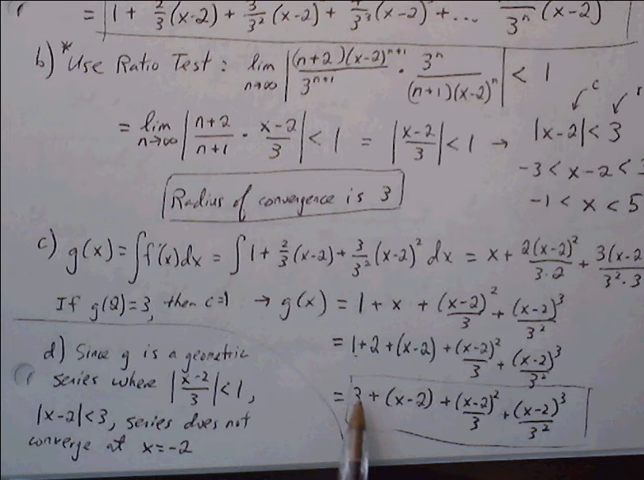 = 1 + 2/3 (x-2) + 3/3² (x-2)² + 4/3³ (x-2)³ + ... 3ⁿ (x-2)
b) *Use Ratio Test: lim n→∞ |(n+2)(x-2)ⁿ⁺¹/3ⁿ⁺¹ · 3ⁿ/(n+1)(x-2)ⁿ| < 1
c r
= lim n→∞ |n+2/n+1 · x-2/3| < 1 = |x-2/3| < 1 → |x-2| < 3
-3 < x-2 < 3
-1 < x < 5
Radius of convergence is 3
c) g(x) = ∫f(x)dx = ∫ 1 + 2/3 (x-2) + 3/3² (x-2)² dx = x + 2(x-2)²/3·2 + 3(x-2/3²·3
If g(2)=3, then c=1 → g(x) = 1 + x + (x-2)²/3 + (x-2)³/3²
= 1+2 + (x-2) + (x-2)²/3 + (x-2)³/3²
= 3 + (x-2) + (x-2)²/3 + (x-2)³/3²
d) Since g is a geometric
series where |x-2/3| < 1,
|x-2| < 3, series does not
converge at x=-2